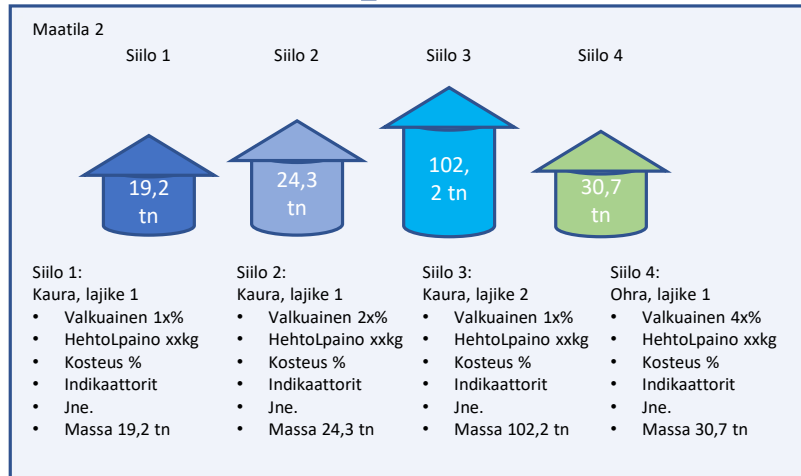 Maatila 2
Siilo 1
Siilo 2
Siilo 3
Siilo 4
19,2
tn
24,3
tn
102,
2 tn
30,7
tn
Siilo 1:
Kaura, lajike 1
• Valkuainen 1x%
• HehtoLpaino xxkg
• Kosteus %
• Indikaattorit
• Jne.
• Massa 19,2 tn
Siilo 2:
Kaura, lajike 1
• Valkuainen 2x%
• HehtoLpaino xxkg
• Kosteus %
• Indikaattorit
• Jne.
• Massa 24,3 tn
Siilo 3:
Kaura, lajike 2
• Valkuainen 1x%
• HehtoLpaino xxkg
• Kosteus %
• Indikaattorit
• Jne.
• Massa 102,2 tn
Siilo 4:
Ohra, lajike 1
• Valkuainen 4x%
• HehtoLpaino xxkg
• Kosteus %
• Indikaattorit
• Jne.
• Massa 30,7 tn